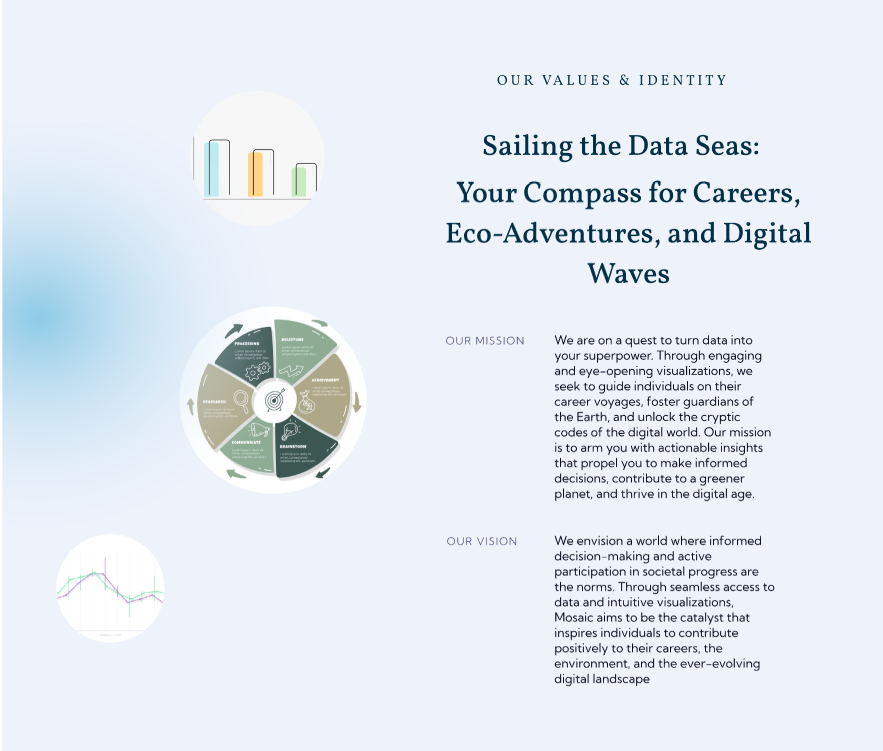 OUR VALUES & IDENTITY
Sailing the Data Seas:
Your Compass for Careers,
Eco-Adventures, and Digital
Waves
OUR MISSION
We are on a quest to turn data into
your superpower. Through engaging
and eye-opening visualizations, we
seek to guide individuals on their
career voyages, foster guardians of
the Earth, and unlock the cryptic
codes of the digital world. Our mission
is to arm you with actionable insights
that propel you to make informed
decisions, contribute to a greener
planet, and thrive in the digital age.
OUR VISION
We envision a world where informed
decision-making and active
participation in societal progress are
the norms. Through seamless access to
data and intuitive visualizations,
Mosaic aims to be the catalyst that
inspires individuals to contribute
positively to their careers, the
environment, and the ever-evolving
digital landscape
PROCESSING
MILESTONE
ACHIEVEMENT
BRAINSTORM
COMMUNICATE
RESEARCH